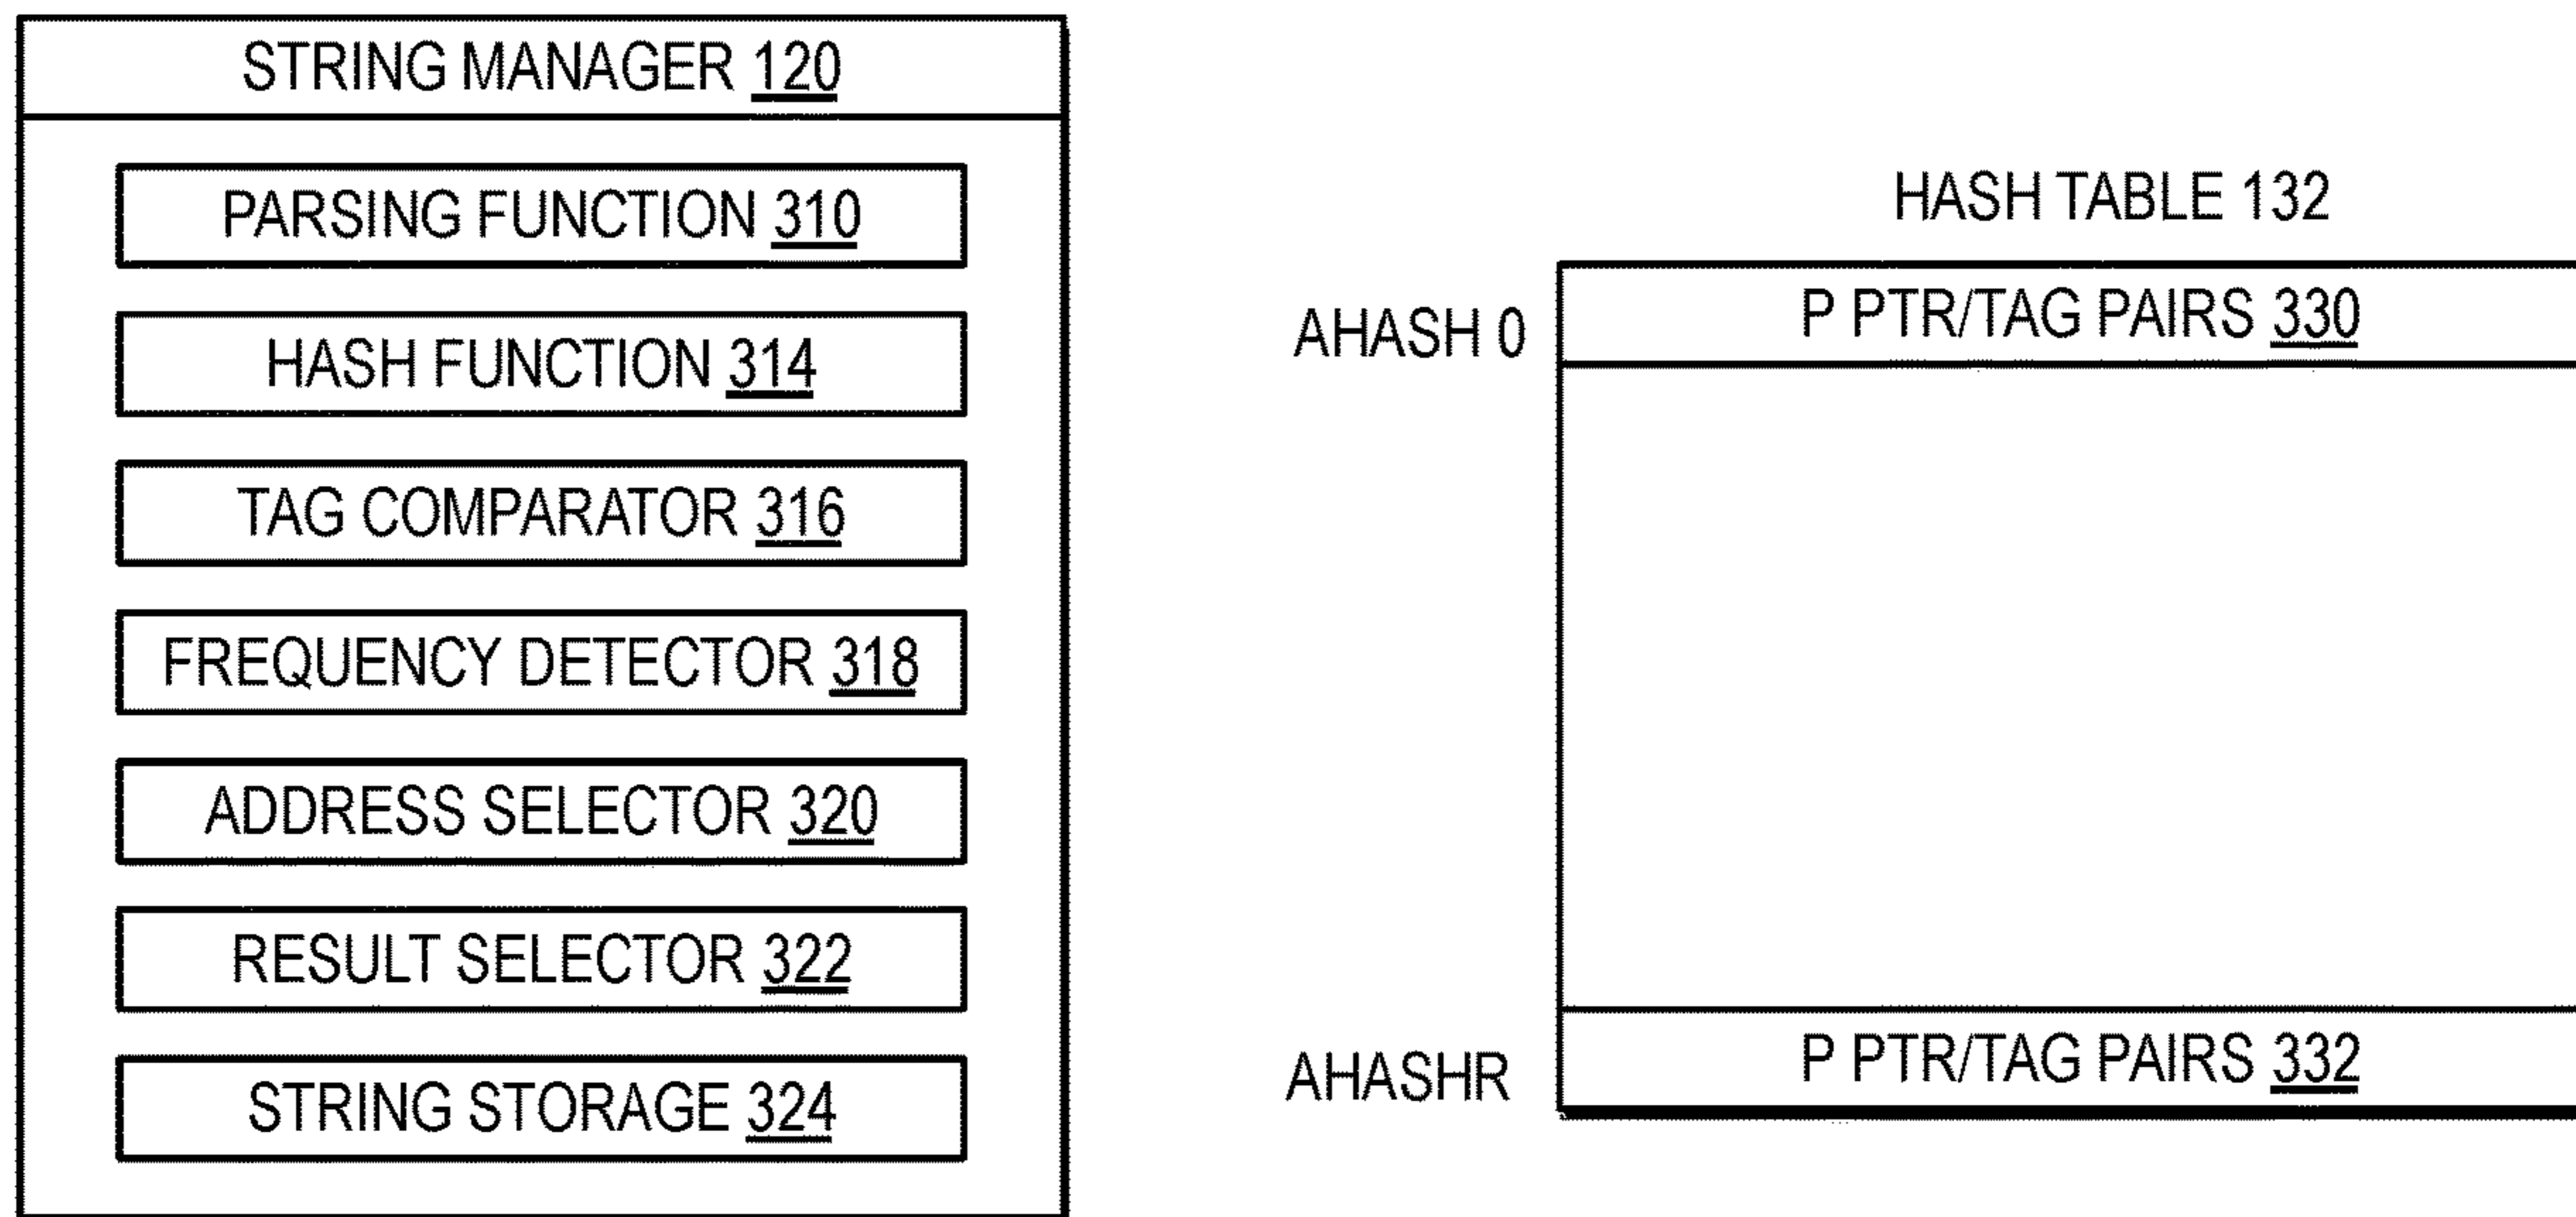 STRING MANAGER 120
PARSING FUNCTION 310
HASH FUNCTION 314
TAG COMPARATOR 316
FREQUENCY DETECTOR 318
ADDRESS SELECTOR 320
RESULT SELECTOR 322
STRING STORAGE 324
HASH TABLE 132
AHASH 0
P PTR/TAG PAIRS 330
AHASHR
P PTR/TAG PAIRS 332